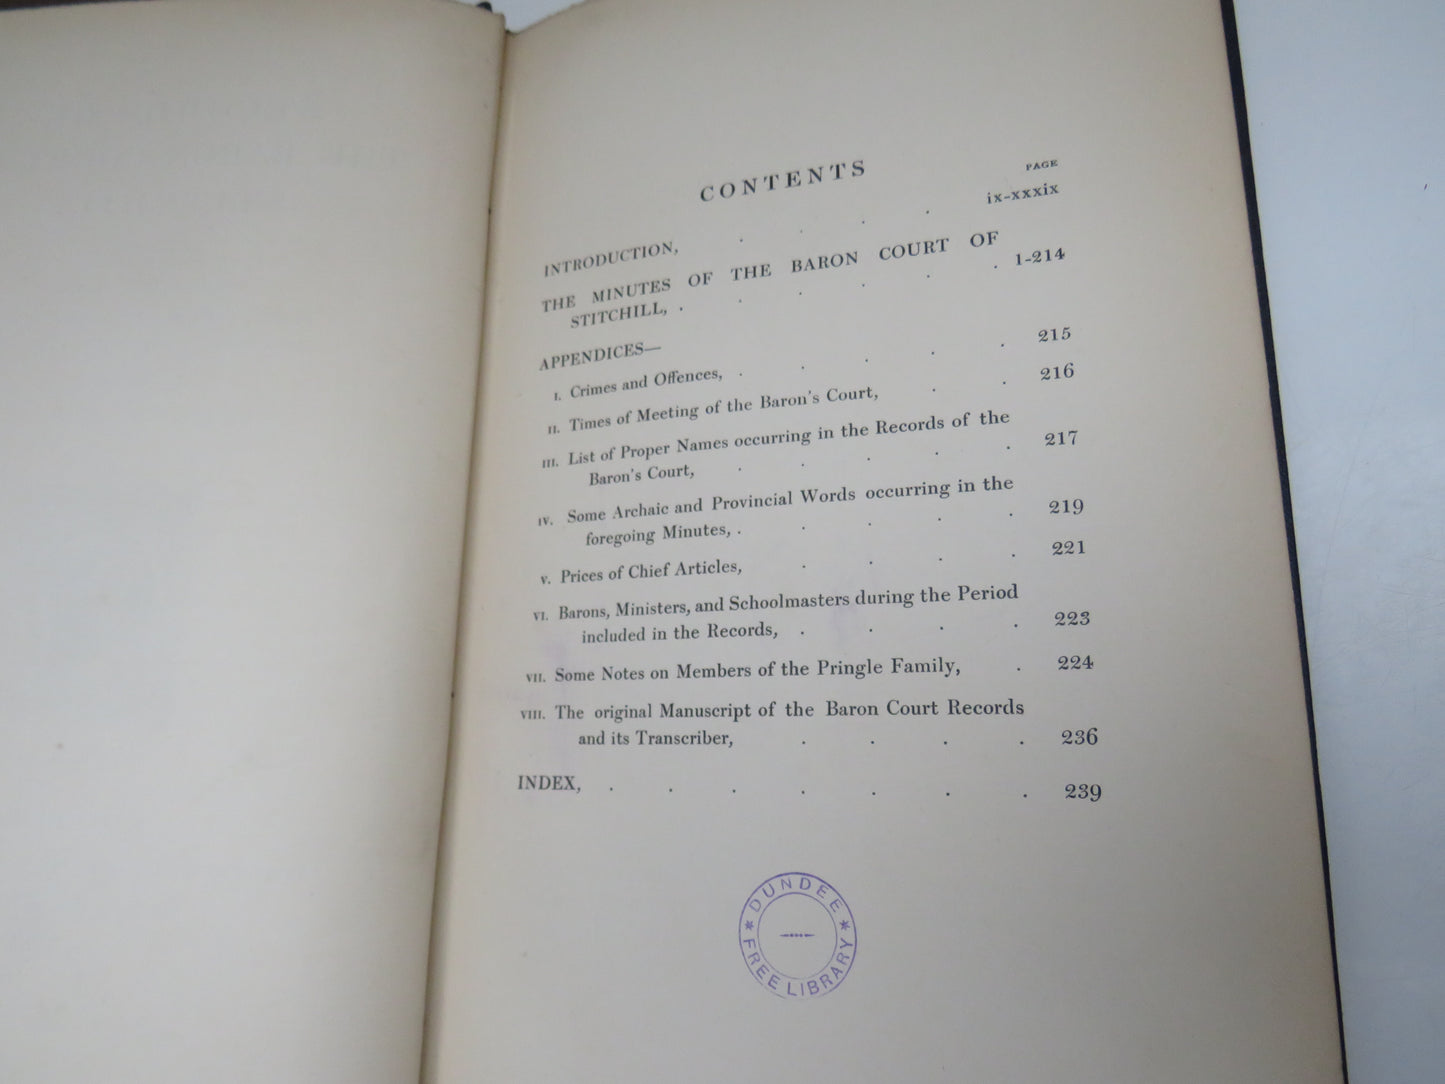 CONTENTS
PAGE
INTRODUCTION, . . . . ix-xxxix
THE MINUTES OF THE BARON COURT OF
STITCHILL, . . . . . . 1-214
APPENDICES—
I. Crimes and Offences, . . . . . 215
II. Times of Meeting of the Baron's Court, . . 216
III. List of Proper Names occurring in the Records of the
Baron's Court, . . . . . 217
IV. Some Archaic and Provincial Words occurring in the
foregoing Minutes, . . . . . 219
V. Prices of Chief Articles, . . . . 221
VI. Barons, Ministers, and Schoolmasters during the Period
included in the Records, . . . . 223
VII. Some Notes on Members of the Pringle Family, . 224
VIII. The original Manuscript of the Baron Court Records
and its Transcriber, . . . . 236
INDEX, . . . . . . . 239
DUNDEE
FREE LIBRARY